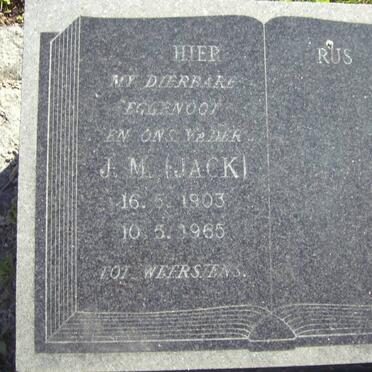 HIER RUS
MY DIERBARE
EGGENOOT
EN ONS VADER
J. M. (JACK)
16. 5. 1903
10. 5. 1965
TOT WEERSIENS.